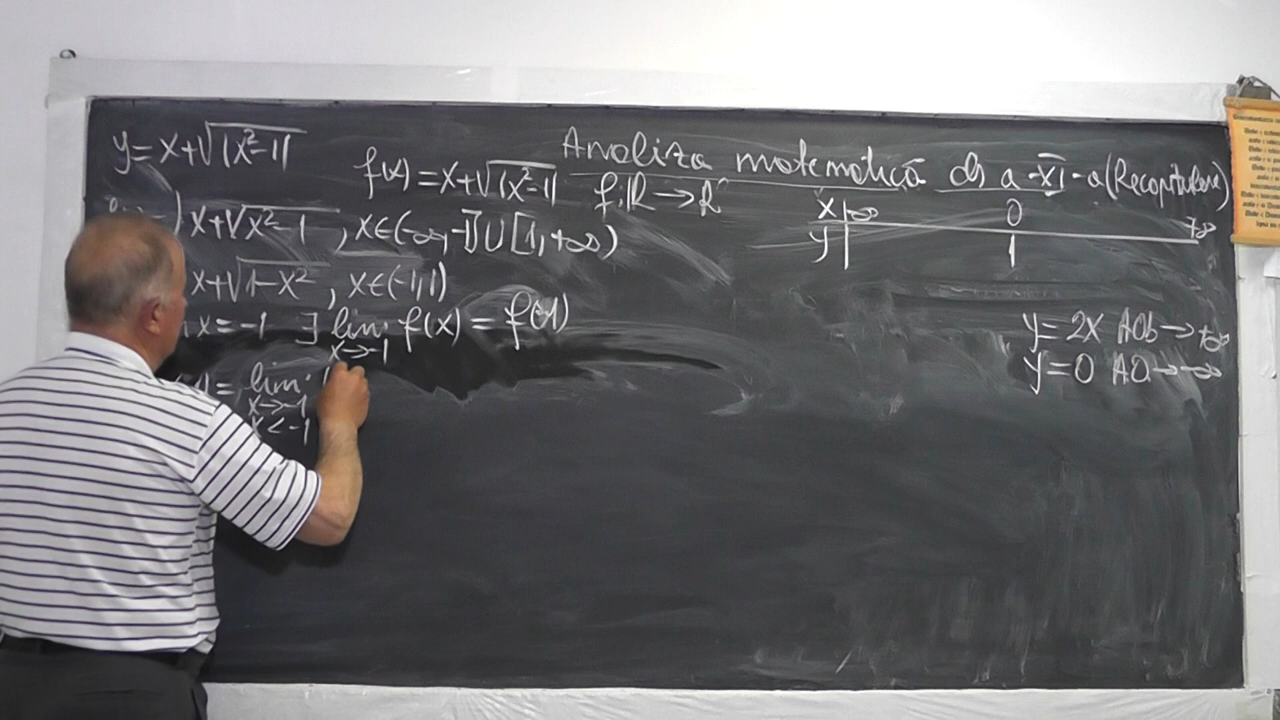 y=x+√|x²-1|
Analiza matematică cls a-XI-a (Recapitulare)
f(x)=x+√|x²-1| f:ℝ→ℝ
x+√x²-1, x∈(-∞,-1]∪[1,+∞)
x+√1-x², x∈(-1,1)
x=-1 ∃ lim f(x)=f(-1)
x→-1
= lim
x→-1
x<-1
x -∞ 0 +∞
y 1
y=2x AOb→+∞
y=0 AO→-∞